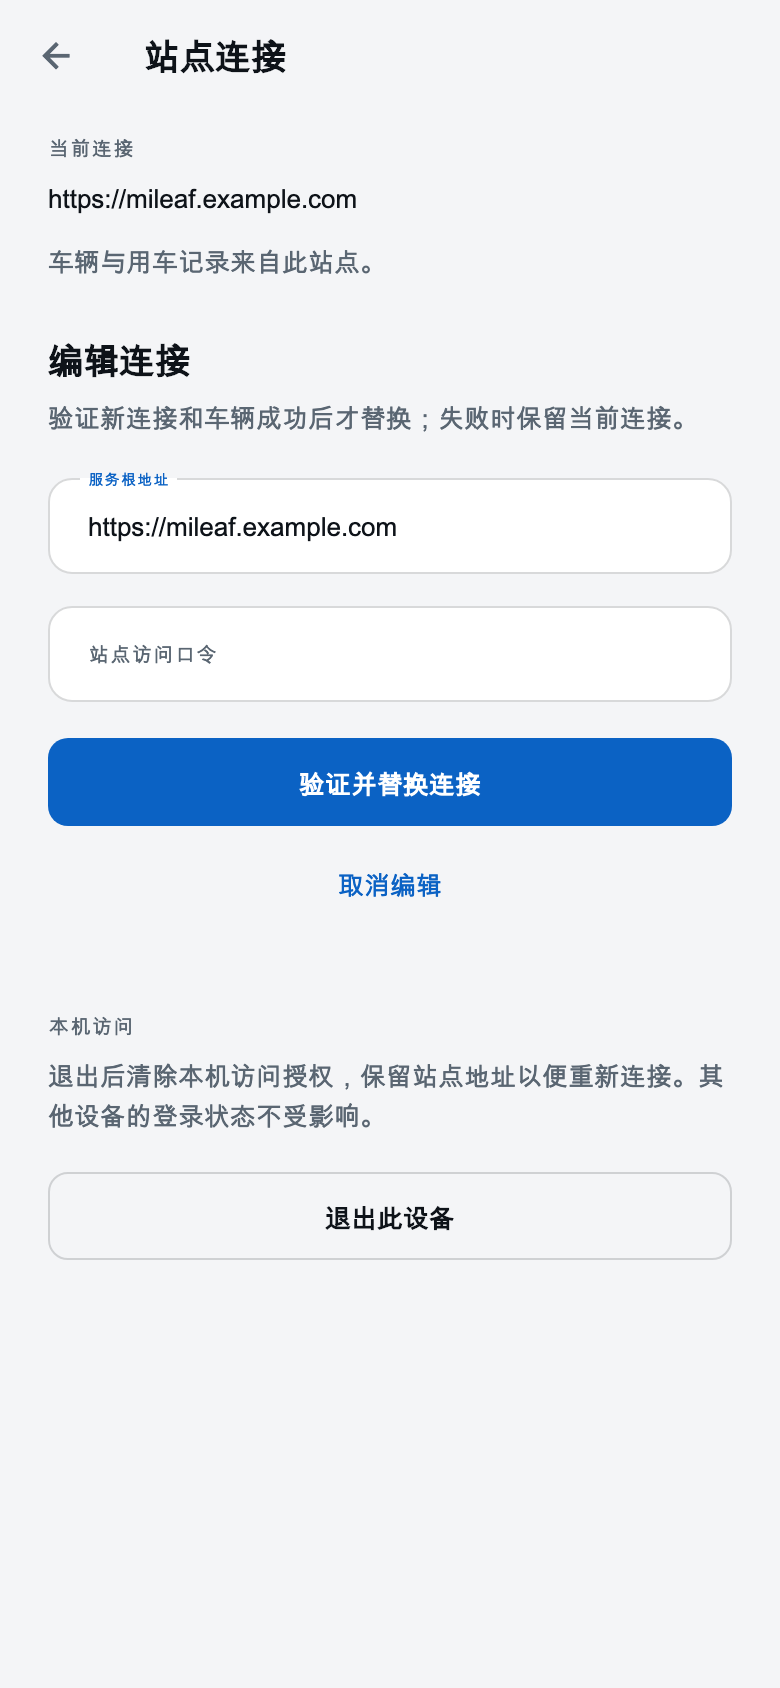 站点连接
当前连接
https://mileaf.example.com
车辆与用车记录来自此站点。
编辑连接
验证新连接和车辆成功后才替换；失败时保留当前连接。
服务根地址
https://mileaf.example.com
站点访问口令
验证并替换连接
取消编辑
本机访问
退出后清除本机访问授权，保留站点地址以便重新连接。其
他设备的登录状态不受影响。
退出此设备